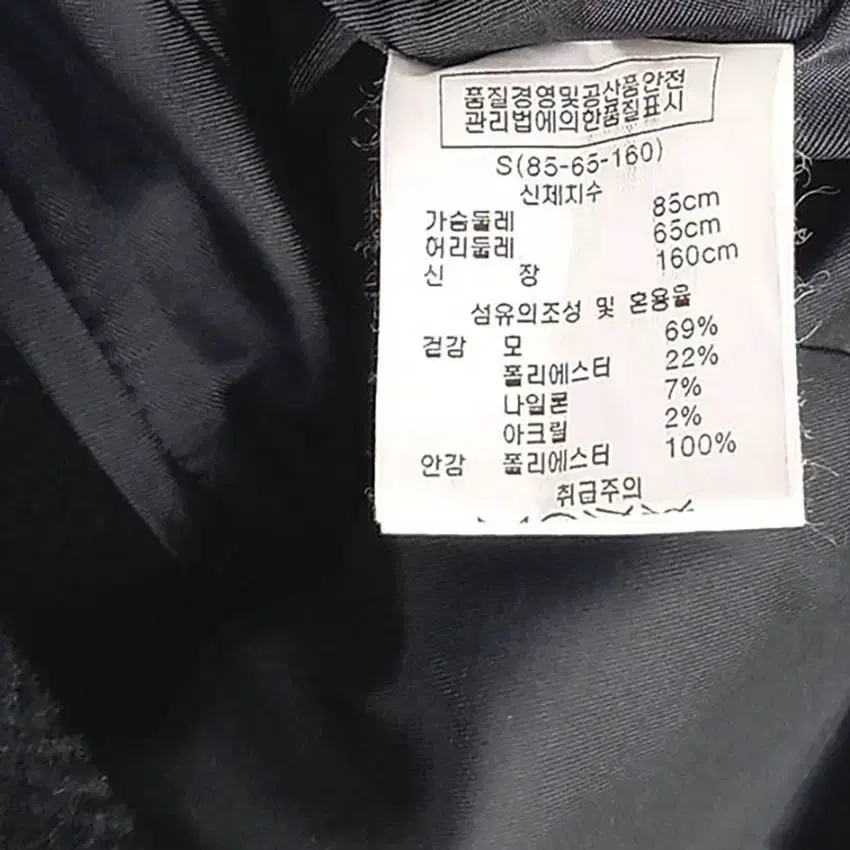 품질경영및공산품안전
관리법에의한품질표시
S(85-65-160)
신체지수
가슴둘레 85cm
허리둘레 65cm
신 장 160cm
섬유의조성 및 혼용율
겉감 모 69%
폴리에스터 22%
나일론 7%
아크릴 2%
안감 폴리에스터 100%
취급주의